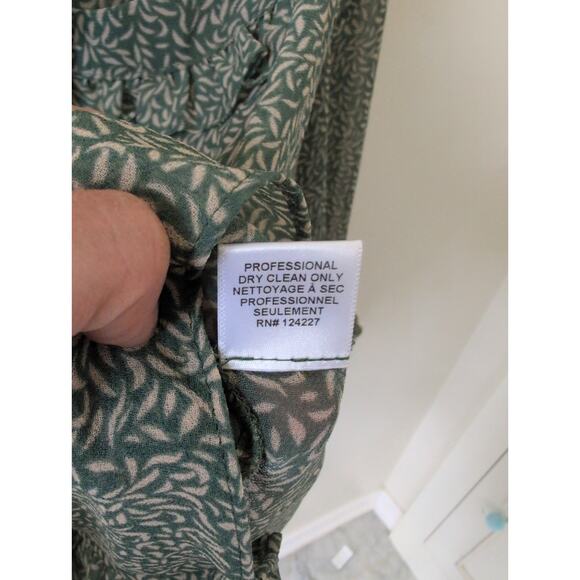 PROFESSIONAL
DRY CLEAN ONLY
NETTOYAGE À SEC
PROFESSIONNEL
SEULEMENT
RN# 124227